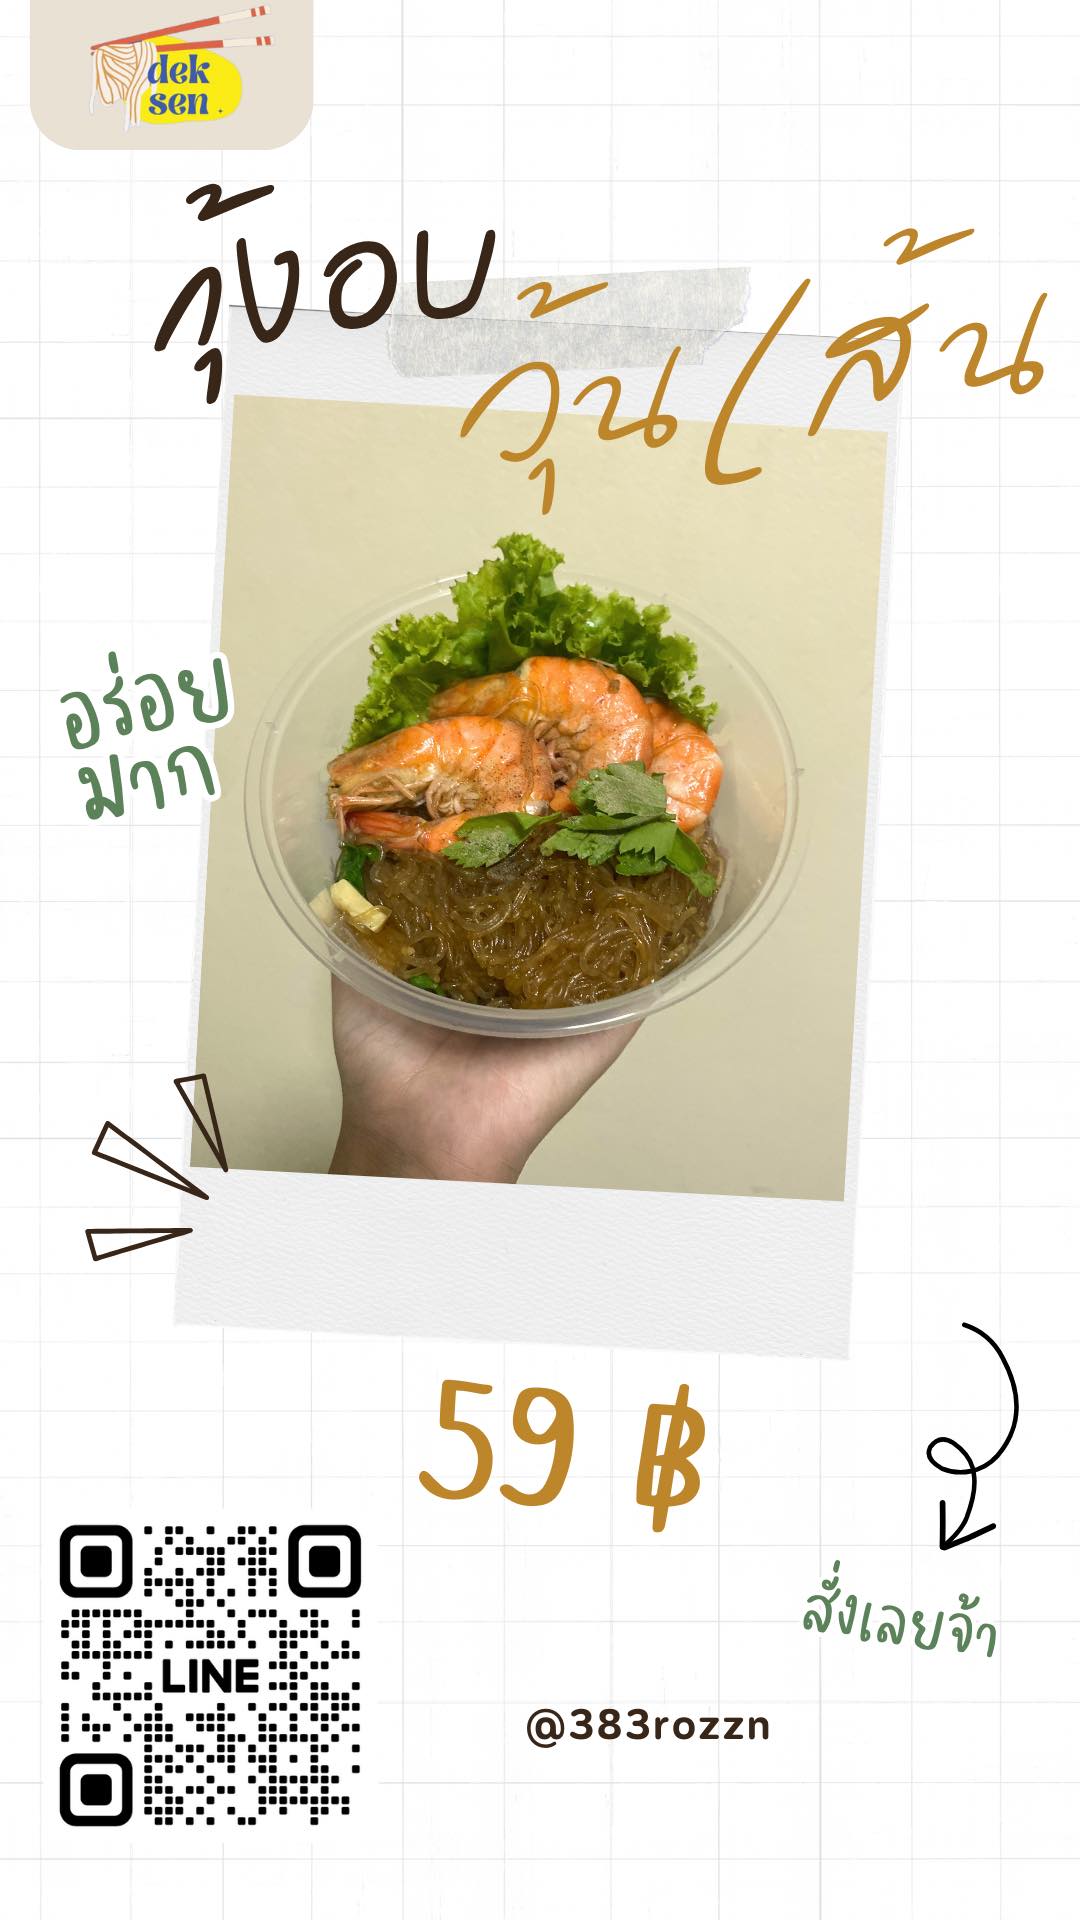 dek
sen
กุ้งอบ
วุ้นเส้น
อร่อย
มาก
59 ฿
สั่งเลยจ้า
LINE
@383rozzn